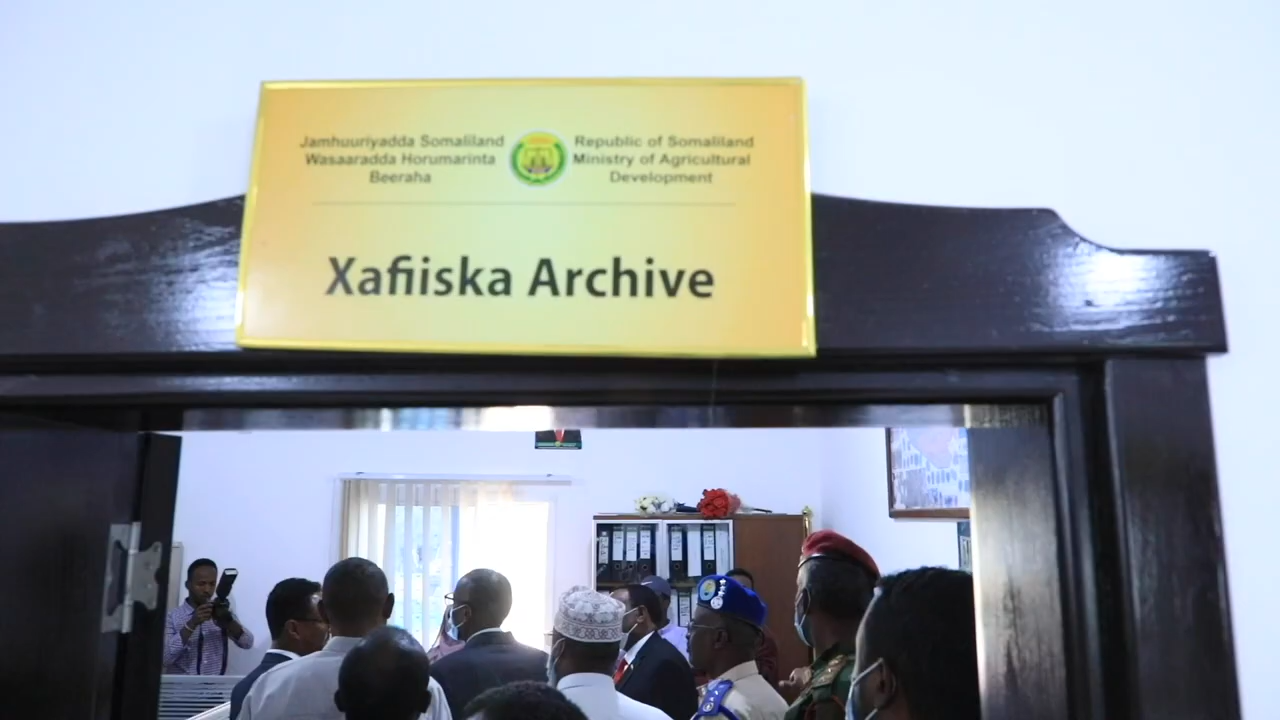 Jamhuuriyadda Somaliland
Wasaaradda Horumarinta
Beeraha
Republic of Somaliland
Ministry of Agricultural
Development
Xafiiska Archive